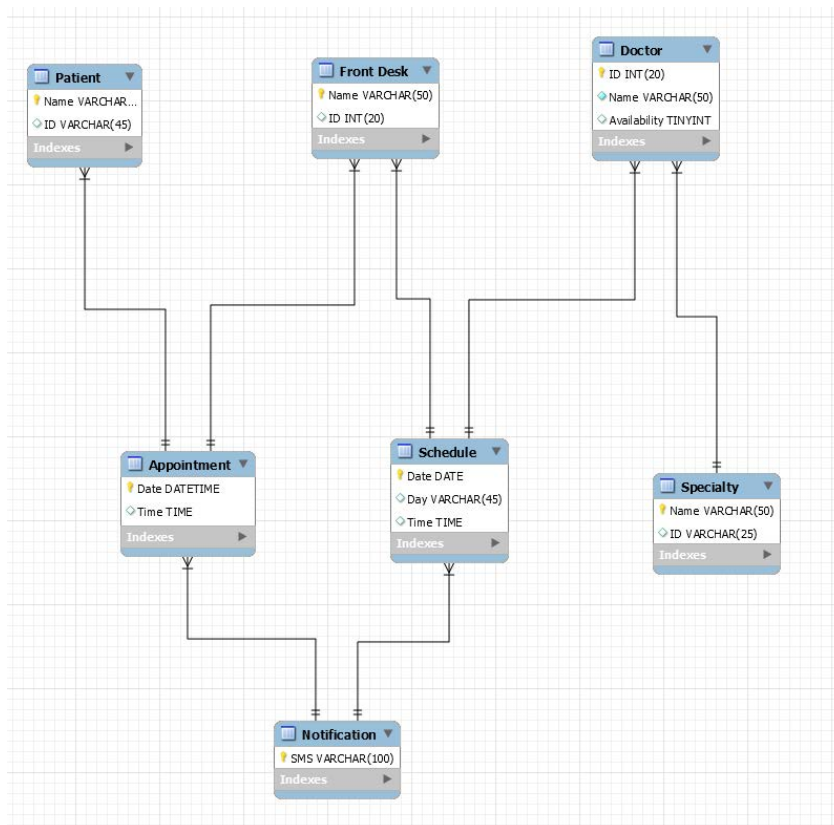 Patient
Name VARCHAR...
ID VARCHAR(45)
Indexes
Front Desk
Name VARCHAR(50)
ID INT(20)
Indexes
Doctor
ID INT(20)
Name VARCHAR(50)
Availability TINYINT
Indexes
Appointment
Date DATETIME
Time TIME
Indexes
Schedule
Date DATE
Day VARCHAR(45)
Time TIME
Indexes
Specialty
Name VARCHAR(50)
ID VARCHAR(25)
Indexes
Notification
SMS VARCHAR(100)
Indexes